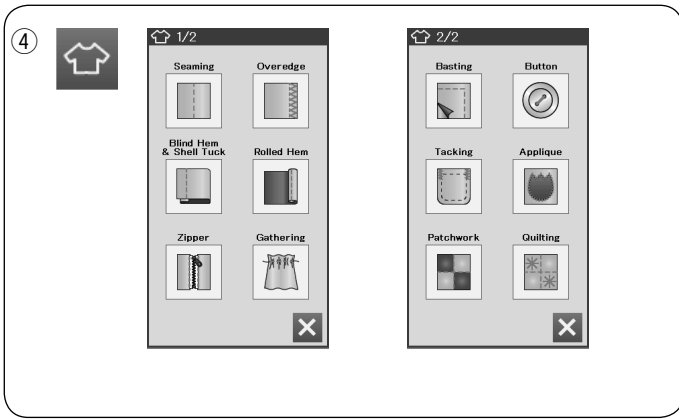 ④
1/2
Seaming
Overedge
Blind Hem
& Shell Tuck
Rolled Hem
Zipper
Gathering
2/2
Basting
Button
Tacking
Applique
Patchwork
Quilting